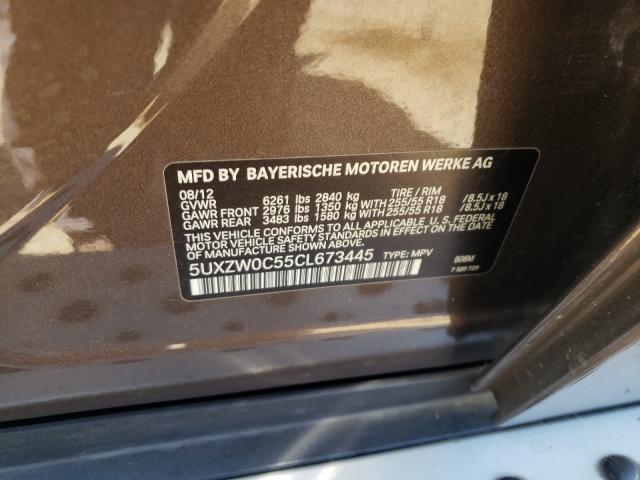 MFD BY BAYERISCHE MOTOREN WERKE AG
08/12
GVWR 6261 lbs 2840 kg TIRE / RIM
GAWR FRONT 2976 lbs 1350 kg WITH 255/55 R18 /8.5J x 18
GAWR REAR 3483 lbs 1580 kg WITH 255/55 R18 /8.5J x 18
THIS VEHICLE CONFORMS TO ALL APPLICABLE U.S. FEDERAL
MOTOR VEHICLE SAFETY STANDARDS IN EFFECT ON THE DATE
OF MANUFACTURE SHOWN ABOVE.
5UXZW0C55CL673445 TYPE: MPV B06M